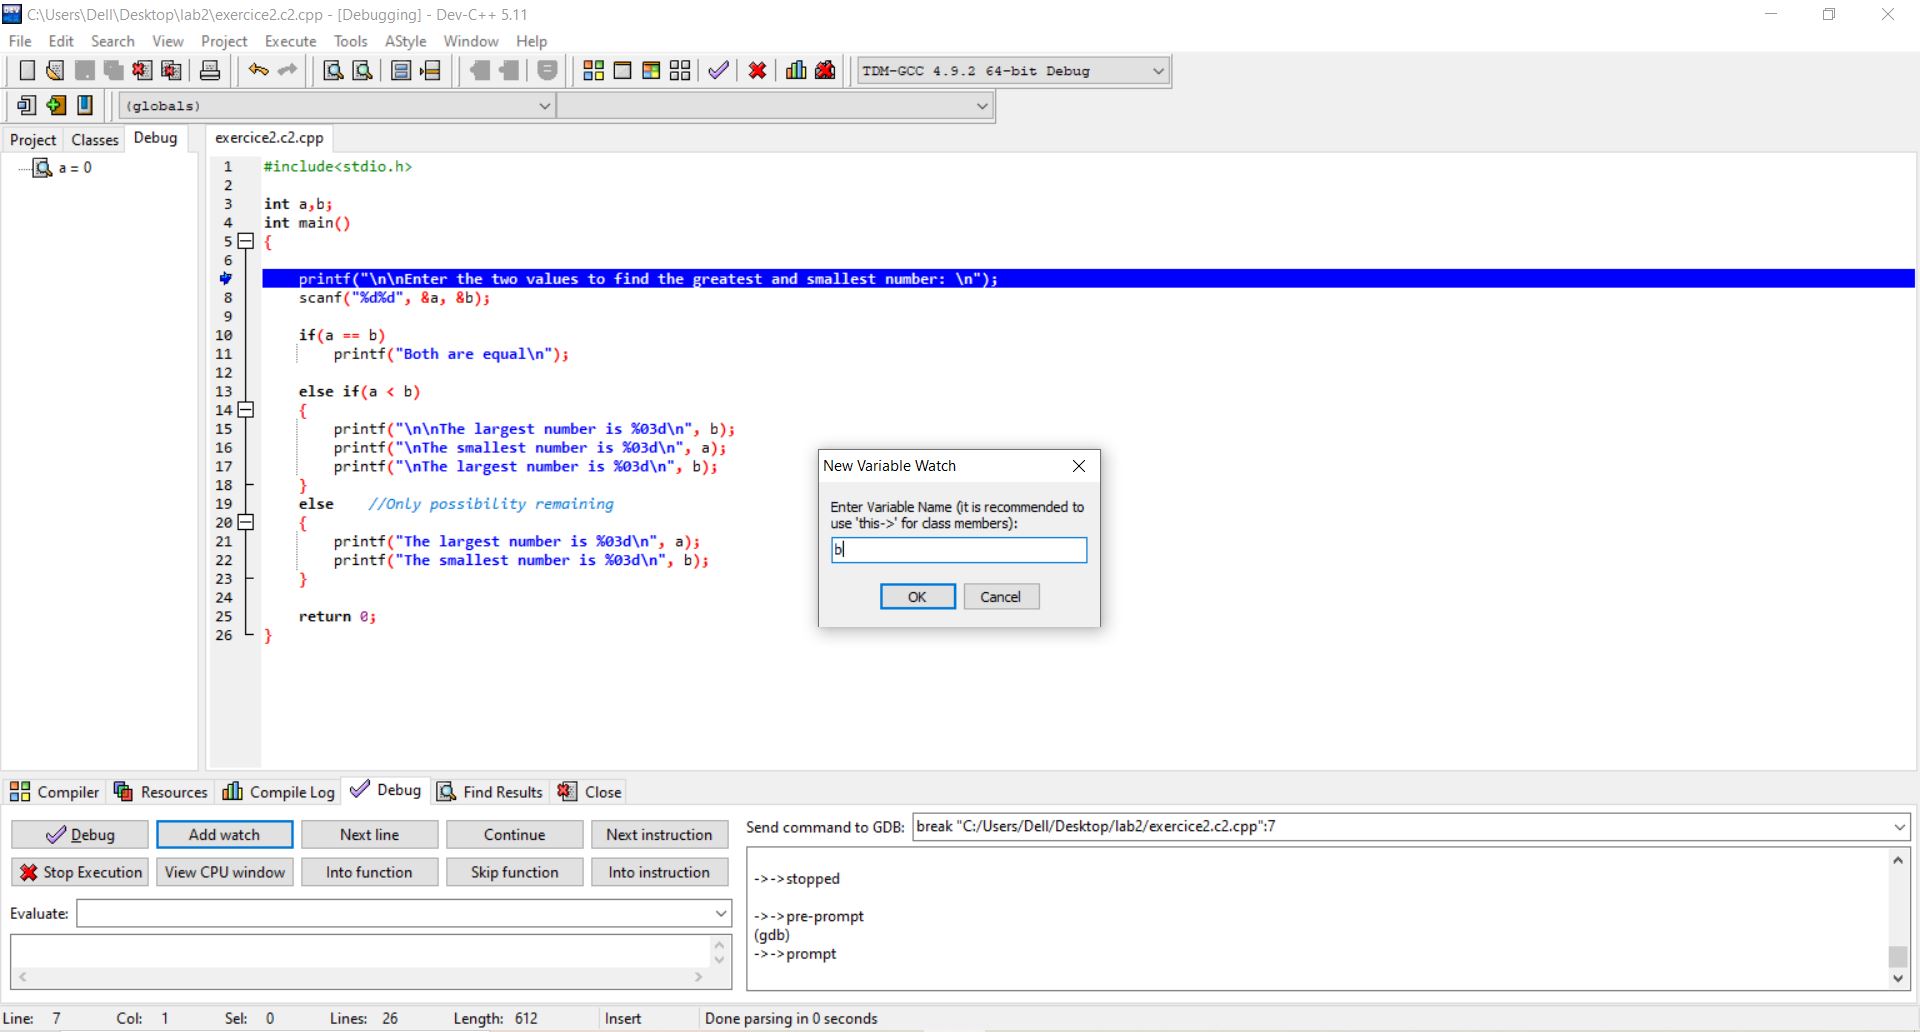 C:\Users\Dell\Desktop\lab2\exercice2.c2.cpp - [Debugging] - Dev-C++ 5.11
File Edit Search View Project Execute Tools AStyle Window Help
TDM-GCC 4.9.2 64-bit Debug
(globals)
Project Classes Debug
exercice2.c2.cpp
a = 0
1 #include<stdio.h>
2
3 int a,b;
4 int main()
5 {
6
printf("\n\nEnter the two values to find the greatest and smallest number: \n");
8 scanf("%d%d", &a, &b);
9
10 if(a == b)
11 printf("Both are equal\n");
12
13 else if(a < b)
14 {
15 printf("\n\nThe largest number is %03d\n", b);
16 printf("\nThe smallest number is %03d\n", a);
17 printf("\nThe largest number is %03d\n", b);
18 }
19 else //Only possibility remaining
20 {
21 printf("The largest number is %03d\n", a);
22 printf("The smallest number is %03d\n", b);
23 }
24
25 return 0;
26 }
New Variable Watch
Enter Variable Name (it is recommended to
use 'this->' for class members):
b
OK Cancel
Compiler Resources Compile Log Debug Find Results Close
Debug Add watch Next line Continue Next instruction
Stop Execution View CPU window Into function Skip function Into instruction
Evaluate:
Send command to GDB: break "C:/Users/Dell/Desktop/lab2/exercice2.c2.cpp":7
->->stopped
->->pre-prompt
(gdb)
->->prompt
Line: 7 Col: 1 Sel: 0 Lines: 26 Length: 612 Insert Done parsing in 0 seconds